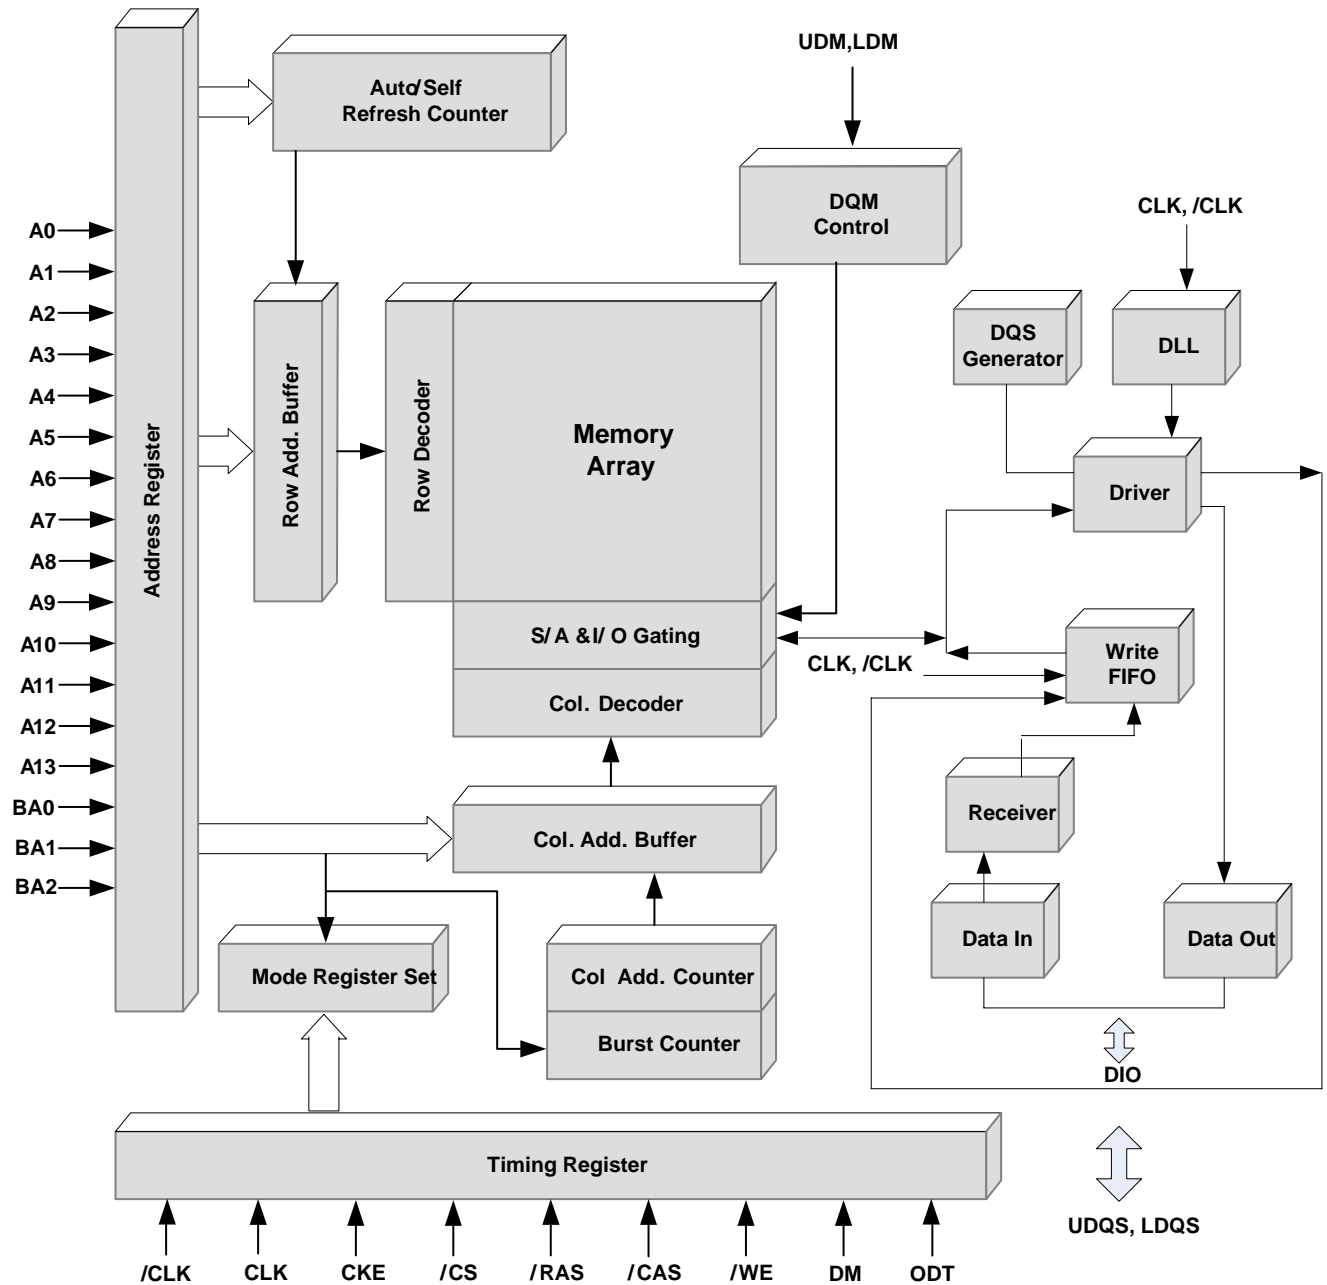 UDM,LDM
Auto/Self
Refresh Counter
DQM
Control
CLK, /CLK
A0
A1
A2
A3
A4
A5
A6
A7
A8
A9
A10
A11
A12
A13
BA0
BA1
BA2
Address Register
Row Add. Buffer
Row Decoder
Memory
Array
DQS
Generator
DLL
Driver
S/ A &I/ O Gating
CLK, /CLK
Write
FIFO
Col. Decoder
Receiver
Col. Add. Buffer
Data In
Data Out
Mode Register Set
Col Add. Counter
Burst Counter
DIO
Timing Register
UDQS, LDQS
/CLK
CLK
CKE
/CS
/RAS
/CAS
/WE
DM
ODT